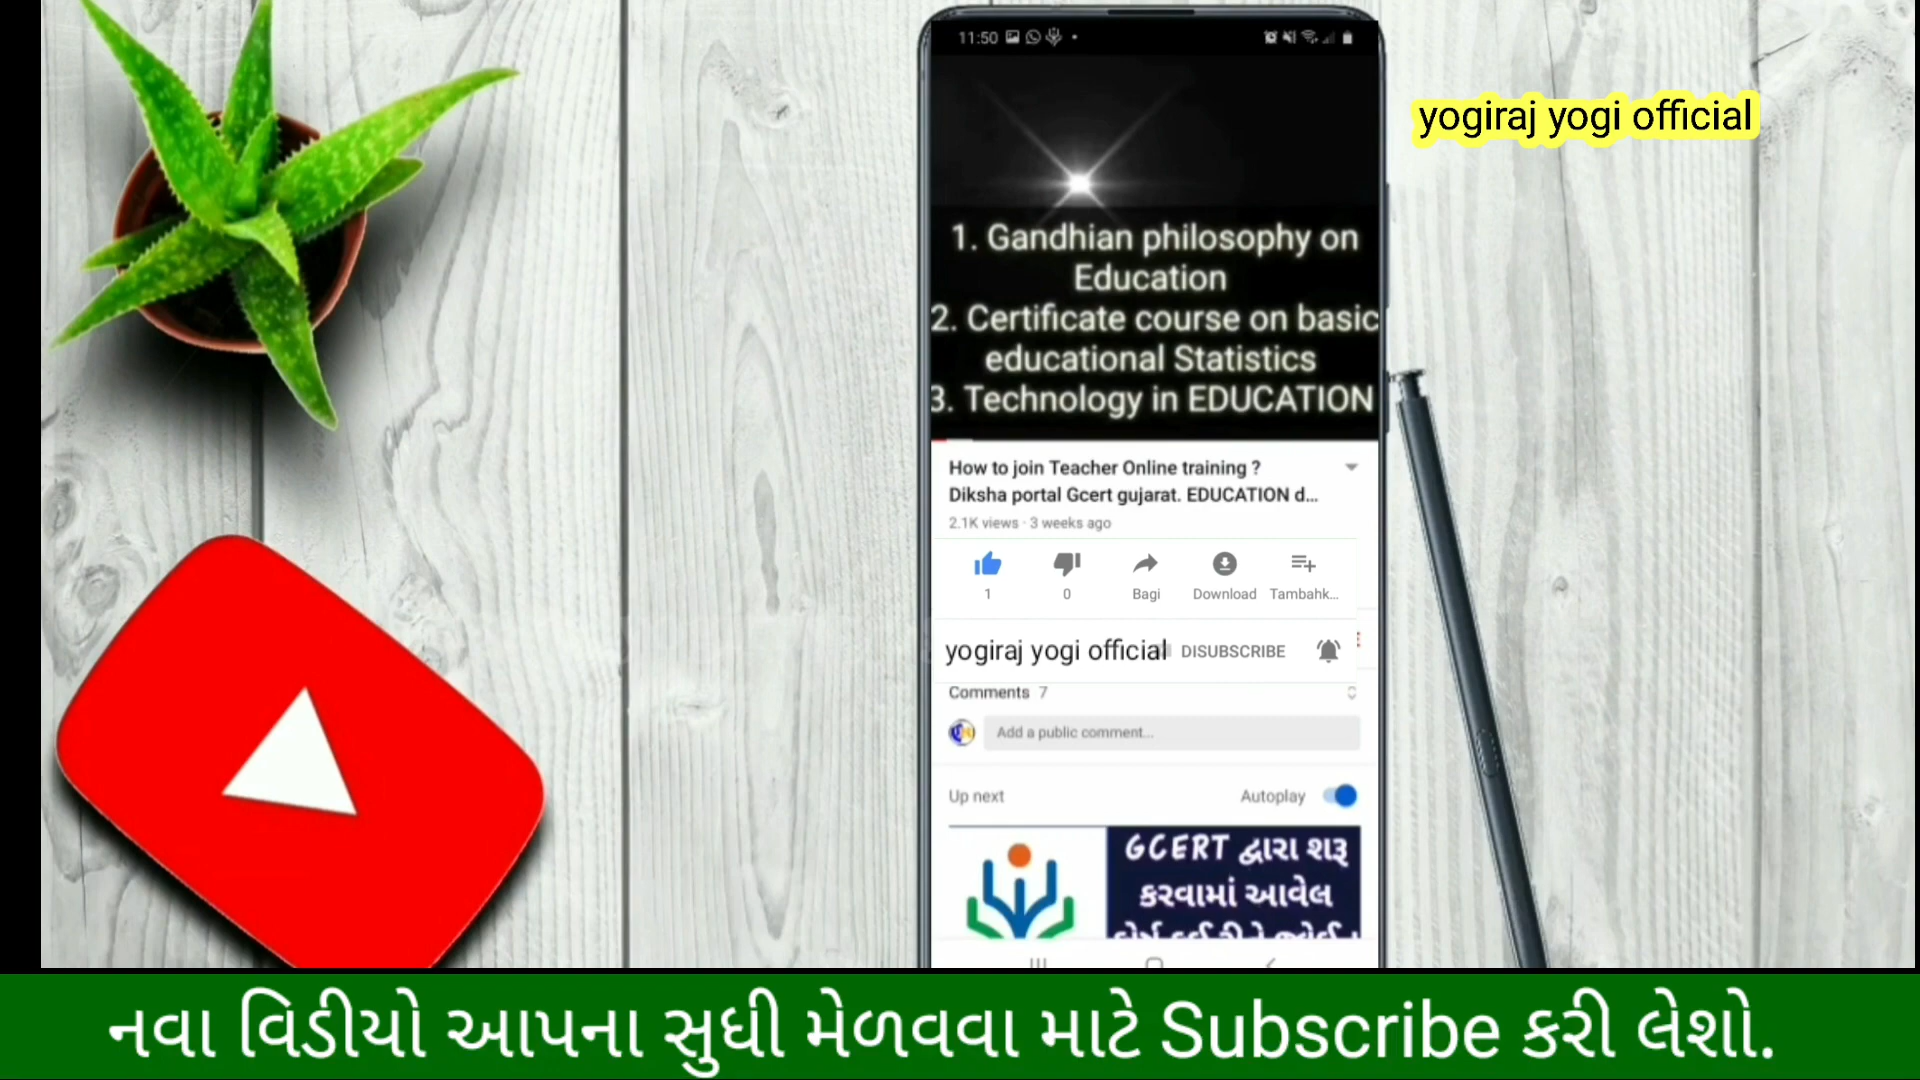 11:50
yogiraj yogi official
1. Gandhian philosophy on
Education
2. Certificate course on basic
educational Statistics
3. Technology in EDUCATION
How to join Teacher Online training ?
Diksha portal Gcert gujarat. EDUCATION d...
2.1K views · 3 weeks ago
1
0
Bagi
Download
Tambahk...
yogiraj yogi official
DISUBSCRIBE
Comments 7
Add a public comment...
Up next
Autoplay
GCERT દ્વારા શરૂ
કરવામાં આવેલ
નવા વિડીયો આપના સુધી મેળવવા માટે Subscribe કરી લેશો.